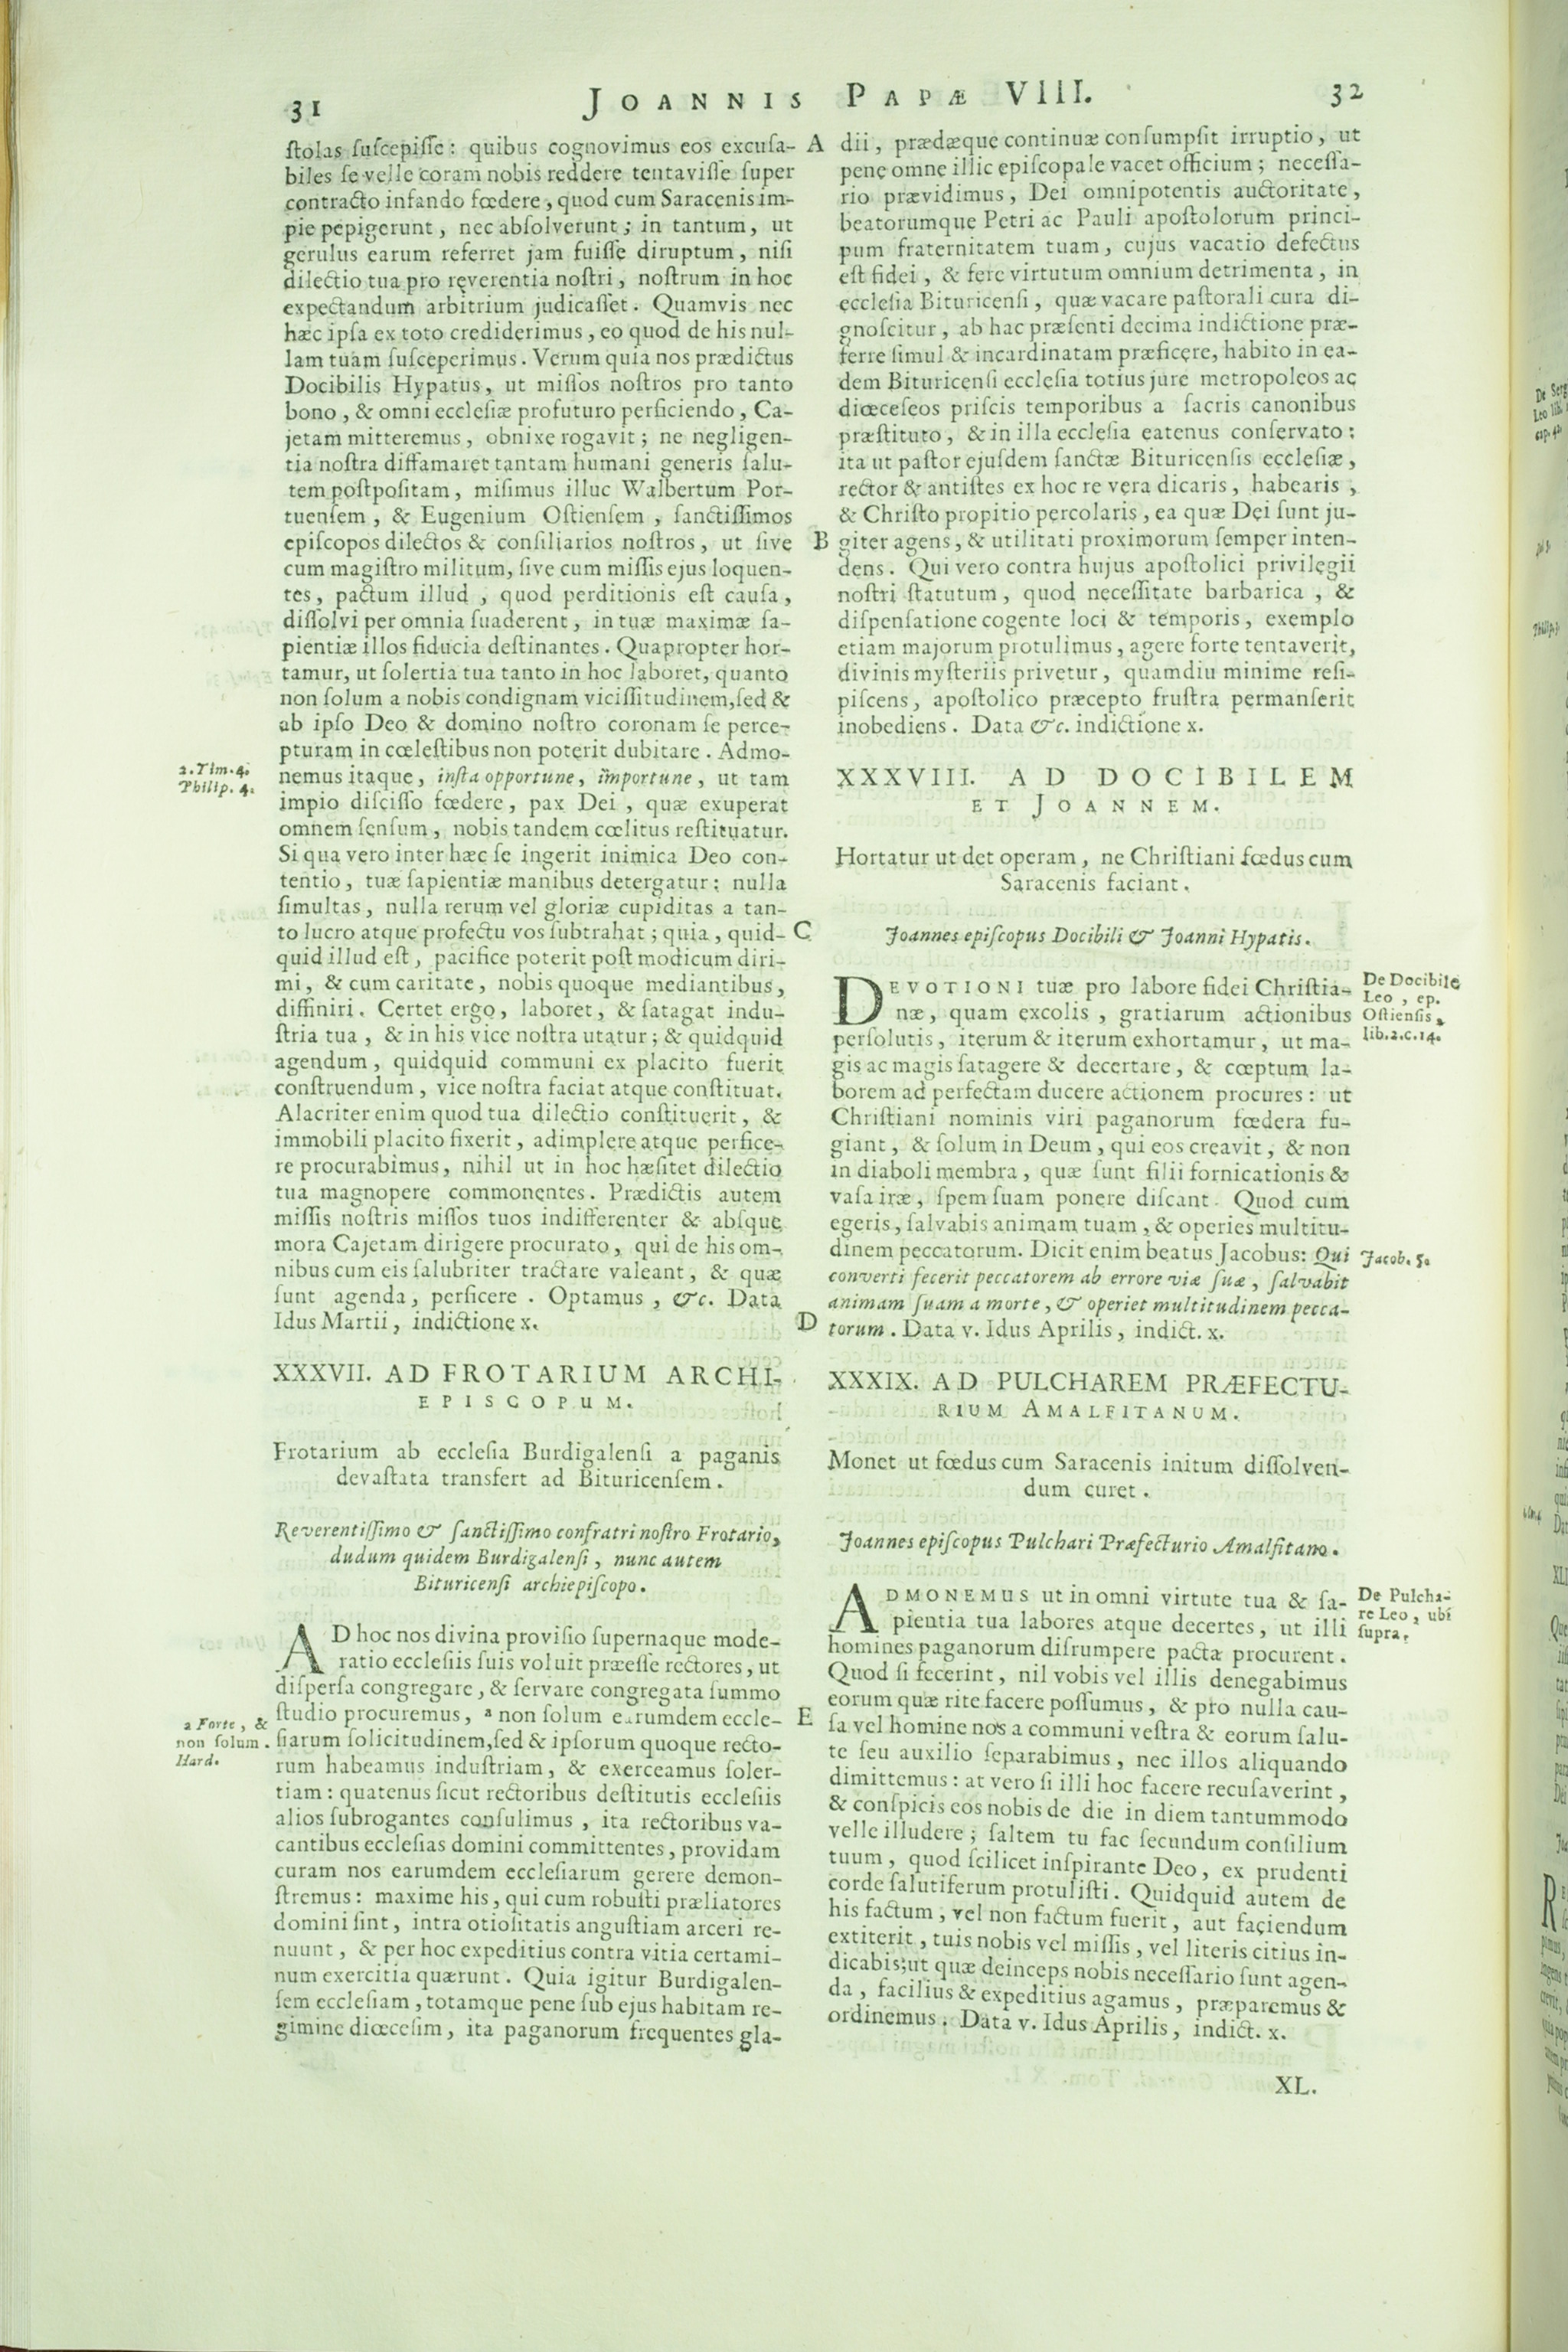 31
JOANNIS PAPÆ VIII.
32
ſtolas ſuſcepiſſe: quibus cognovimus eos excuſa-
biles ſe velle coram nobis reddere tentaviſſe ſuper
contracto infando fœdere, quod cum Saracenis im-
pie pepigerunt, nec abſolverunt; in tantum, ut
gerulus earum referret jam fuiſſe diruptum, niſi
dilectio tua pro reverentia noſtri, noſtrum in hoc
expectandum arbitrium judicaſſet. Quamvis nec
hæc ipſa ex toto crediderimus, eo quod de his nul-
lam tuam ſuſceperimus. Verum quia nos prædictus
Docibilis Hypatus, ut miſſos noſtros pro tanto
bono, & omni eccleſiæ profuturo perficiendo, Ca-
jetam mitteremus, obnixe rogavit; ne negligen-
tia noſtra diffamaret tantam humani generis ſalu-
tem poſtpoſitam, miſimus illuc Walbertum Por-
tuenſem, & Eugenium Oſtienſem, ſanctiſſimos
epiſcopos dilectos & conſiliarios noſtros, ut ſive
cum magiſtro militum, ſive cum miſſis ejus loquen-
tes, pactum illud, quod perditionis eſt cauſa,
diſſolvi per omnia ſuaderent, in tuæ maximæ ſa-
pientiæ illos fiducia deſtinantes. Quapropter hor-
tamur, ut ſolertia tua tanto in hoc laboret, quanto
non ſolum a nobis condignam viciſſitudinem, ſed &
ab ipſo Deo & domino noſtro coronam ſe perce-
pturam in cœleſtibus non poterit dubitare. Admo-
nemus itaque, inſta opportune, importune, ut tam
impio diſciſſo fœdere, pax Dei, quæ exuperat
omnem ſenſum, nobis tandem cœlitus reſtituatur.
Si qua vero inter hæc ſe ingerit inimica Deo con-
tentio, tuæ ſapientiæ manibus detergatur: nulla
ſimultas, nulla rerum vel gloriæ cupiditas a tan-
to lucro atque profectu vos ſubtrahat; quia, quid-
quid illud eſt, pacifice poterit poſt modicum diri-
mi, & cum caritate, nobis quoque mediantibus,
diffiniri. Certet ergo, laboret, & ſatagat indu-
ſtria tua, & in his vice noſtra utatur; & quidquid
agendum, quidquid communi ex placito fuerit
conſtruendum, vice noſtra faciat atque conſtituat.
Alacriter enim quod tua dilectio conſtituerit, &
immobili placito fixerit, adimplere atque perfice-
re procurabimus, nihil ut in hoc hæſitet dilectio
tua magnopere commonentes. Prædictis autem
miſſis noſtris miſſos tuos indifferenter & abſque
mora Cajetam dirigere procurato, qui de his om-
nibus cum eis ſalubriter tractare valeant, & quæ
ſunt agenda, perficere. Optamus, &c. Data
Idus Martii, indictione x.
2. Tim. 4.
Philip. 4.
XXXVII. AD FROTARIUM ARCHI-
EPISCOPUM.
Frotarium ab eccleſia Burdigalenſi a paganis
devaſtata transfert ad Bituricenſem.
Reverentiſſimo & ſanctiſſimo confratri noſtro Frotario,
dudum quidem Burdigalenſi, nunc autem
Bituricenſi archiepiſcopo.
AD hoc nos divina proviſio ſupernaque mode-
ratio eccleſiis ſuis voluit præeſſe rectores, ut
diſperſa congregare, & ſervare congregata ſummo
ſtudio procuremus, a non ſolum earumdem eccle-
ſiarum ſolicitudinem, ſed & ipſorum quoque recto-
rum habeamus induſtriam, & exerceamus ſoler-
tiam: quatenus ſicut rectoribus deſtitutis eccleſiis
alios ſubrogantes conſulimus, ita rectoribus va-
cantibus eccleſias domini committentes, providam
curam nos earumdem eccleſiarum gerere demon-
ſtremus: maxime his, qui cum robuſti præliatores
domini ſint, intra otioſitatis anguſtiam arceri re-
nuunt, & per hoc expeditius contra vitia certami-
num exercitia quærunt. Quia igitur Burdigalen-
ſem eccleſiam, totamque pene ſub ejus habitam re-
gimine diœceſim, ita paganorum frequentes gla-
a Forte, &
non ſolum.
Hard.
A
B
C
D
E
dii, prædæque continuæ conſumpſit irruptio, ut
pene omne illic epiſcopale vacet officium; neceſſa-
rio prævidimus, Dei omnipotentis auctoritate,
beatorumque Petri ac Pauli apoſtolorum princi-
pum fraternitatem tuam, cujus vacatio defectus
eſt fidei, & fere virtutum omnium detrimenta, in
eccleſia Bituricenſi, quæ vacare paſtorali cura di-
gnoſcitur, ab hac præſenti decima indictione præ-
ferre ſimul & incardinatam præficere, habito in ea-
dem Bituricenſi eccleſia totius jure metropoleos ac
diœceſeos priſcis temporibus a ſacris canonibus
præſtituto, & in illa eccleſia eatenus conſervato:
ita ut paſtor ejuſdem ſanctæ Bituricenſis eccleſiæ,
rector & antiſtes ex hoc re vera dicaris, habearis,
& Chriſto propitio percolaris, ea quæ Dei ſunt ju-
giter agens, & utilitati proximorum ſemper inten-
dens. Qui vero contra hujus apoſtolici privilegii
noſtri ſtatutum, quod neceſſitate barbarica, &
diſpenſatione cogente loci & temporis, exemplo
etiam majorum protulimus, agere forte tentaverit,
divinis myſteriis privetur, quamdiu minime reſi-
piſcens, apoſtolico præcepto fruſtra permanſerit
inobediens. Data &c. indictione x.
XXXVIII. AD DOCIBILEM
ET JOANNEM.
Hortatur ut det operam, ne Chriſtiani fœdus cum
Saracenis faciant.
Joannes epiſcopus Docibili & Joanni Hypatis.
DEVOTIONI tuæ pro labore fidei Chriſtia-
næ, quam excolis, gratiarum actionibus
perſolutis, iterum & iterum exhortamur, ut ma-
gis ac magis ſatagere & decertare, & cœptum la-
borem ad perfectam ducere actionem procures: ut
Chriſtiani nominis viri paganorum fœdera fu-
giant, & ſolum in Deum, qui eos creavit, & non
in diaboli membra, quæ ſunt filii fornicationis &
vaſa iræ, ſpem ſuam ponere diſcant. Quod cum
egeris, ſalvabis animam tuam, & operies multitu-
dinem peccatorum. Dicit enim beatus Jacobus: Qui
converti fecerit peccatorem ab errore viæ ſuæ, ſalvabit
animam ſuam a morte, & operiet multitudinem pecca-
torum. Data v. Idus Aprilis, indict. x.
De Docibile
Leo, ep.
Oſtienſis,
lib.2.c.14.
Jacob. 5.
XXXIX. AD PULCHAREM PRÆFECTU-
RIUM AMALFITANUM.
Monet ut fœdus cum Saracenis initum diſſolven-
dum curet.
Joannes epiſcopus Pulchari Præfecturio Amalfitano.
ADMONEMUS ut in omni virtute tua & ſa-
pientia tua labores atque decertes, ut illi
homines paganorum diſrumpere pacta procurent.
Quod ſi fecerint, nil vobis vel illis denegabimus
eorum quæ rite facere poſſumus, & pro nulla cau-
ſa vel homine nos a communi veſtra & eorum ſalu-
te ſeu auxilio ſeparabimus, nec illos aliquando
dimittemus: at vero ſi illi hoc facere recuſaverint,
& conſpicis eos nobis de die in diem tantummodo
velle illudere; ſaltem tu fac ſecundum conſilium
tuum, quod ſcilicet inſpirante Deo, ex prudenti
corde ſalutiferum protuliſti. Quidquid autem de
his factum, vel non factum fuerit, aut faciendum
extiterit, tuis nobis vel miſſis, vel literis citius in-
dicabis; ut quæ deinceps nobis neceſſario ſunt agen-
da, facilius & expeditius agamus, præparemus &
ordinemus. Data v. Idus Aprilis, indict. x.
De Pulcha-
re Leo, ubi
ſupra.
XL.